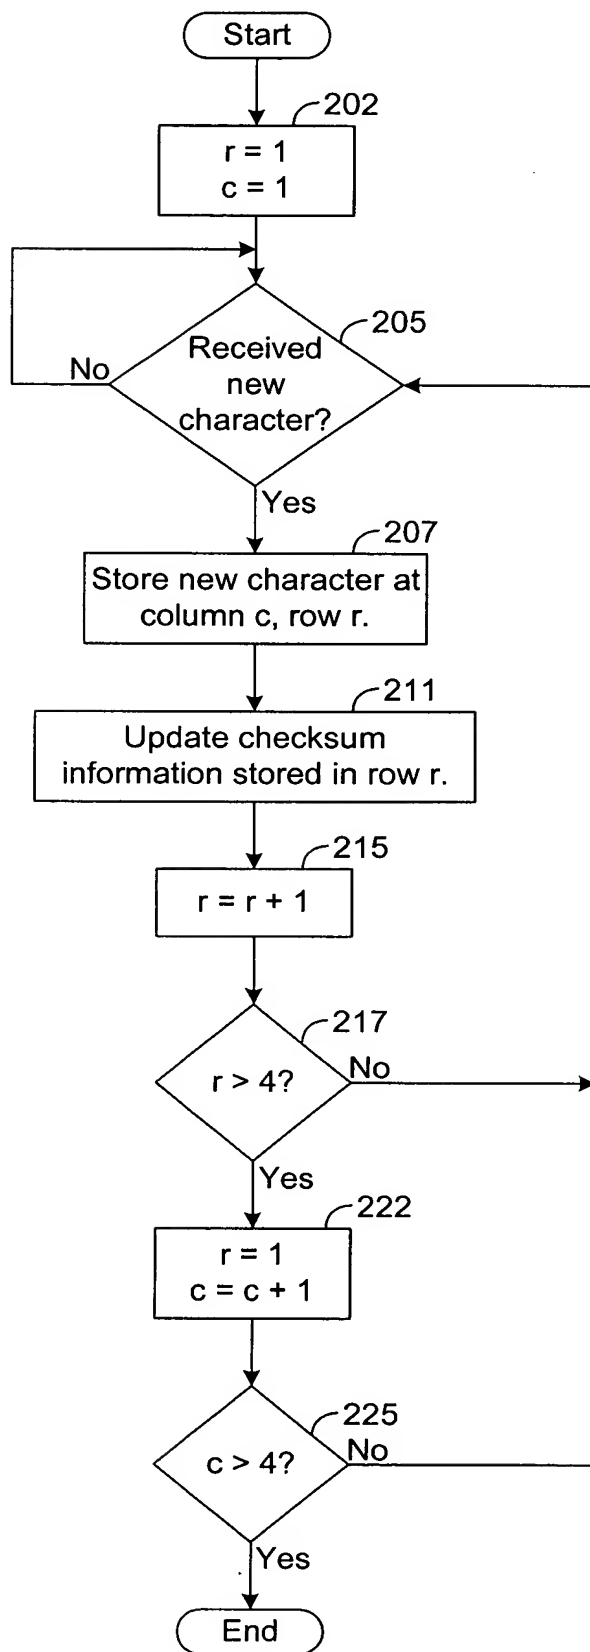 Start
202
r = 1
c = 1
205
Received
new
character?
No
Yes
207
Store new character at
column c, row r.
211
Update checksum
information stored in row r.
215
r = r + 1
217
r > 4?
No
Yes
222
r = 1
c = c + 1
225
c > 4?
No
Yes
End